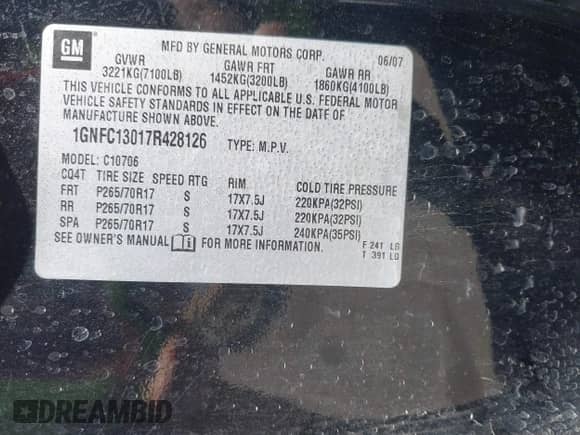 GM
MFD BY GENERAL MOTORS CORP. 06/07
GVWR GAWR FRT GAWR RR
3221KG(7100LB) 1452KG(3200LB) 1860KG(4100LB)
THIS VEHICLE CONFORMS TO ALL APPLICABLE U.S. FEDERAL MOTOR
VEHICLE SAFETY STANDARDS IN EFFECT ON THE DATE OF
MANUFACTURE SHOWN ABOVE.
1GNFC13017R428126 TYPE: M.P.V.
MODEL: C10706
CQ4T TIRE SIZE SPEED RTG RIM COLD TIRE PRESSURE
FRT P265/70R17 S 17X7.5J 220KPA(32PSI)
RR P265/70R17 S 17X7.5J 220KPA(32PSI)
SPA P265/70R17 S 17X7.5J 240KPA(35PSI)
SEE OWNER'S MANUAL FOR MORE INFORMATION. F 241 LG
T 391 LG
DREAMBID